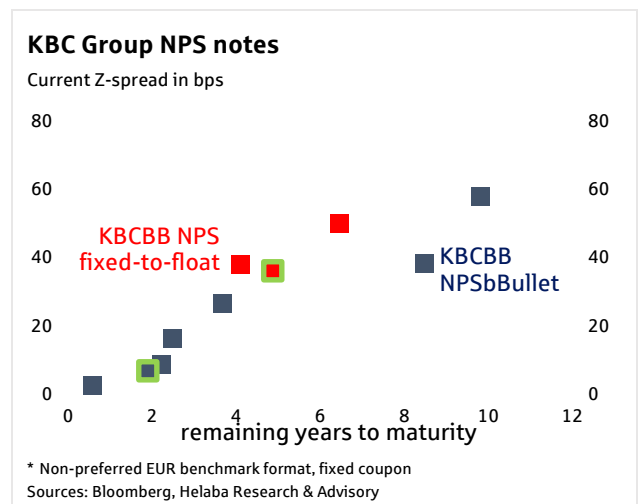 KBC Group NPS notes
Current Z-spread in bps
80 80
60 60
KBCBB NPS
fixed-to-float
KBCBB
NPSbBullet
40 40
20 20
0 0
0 2 4 6 8 10 12
remaining years to maturity
* Non-preferred EUR benchmark format, fixed coupon
Sources: Bloomberg, Helaba Research & Advisory